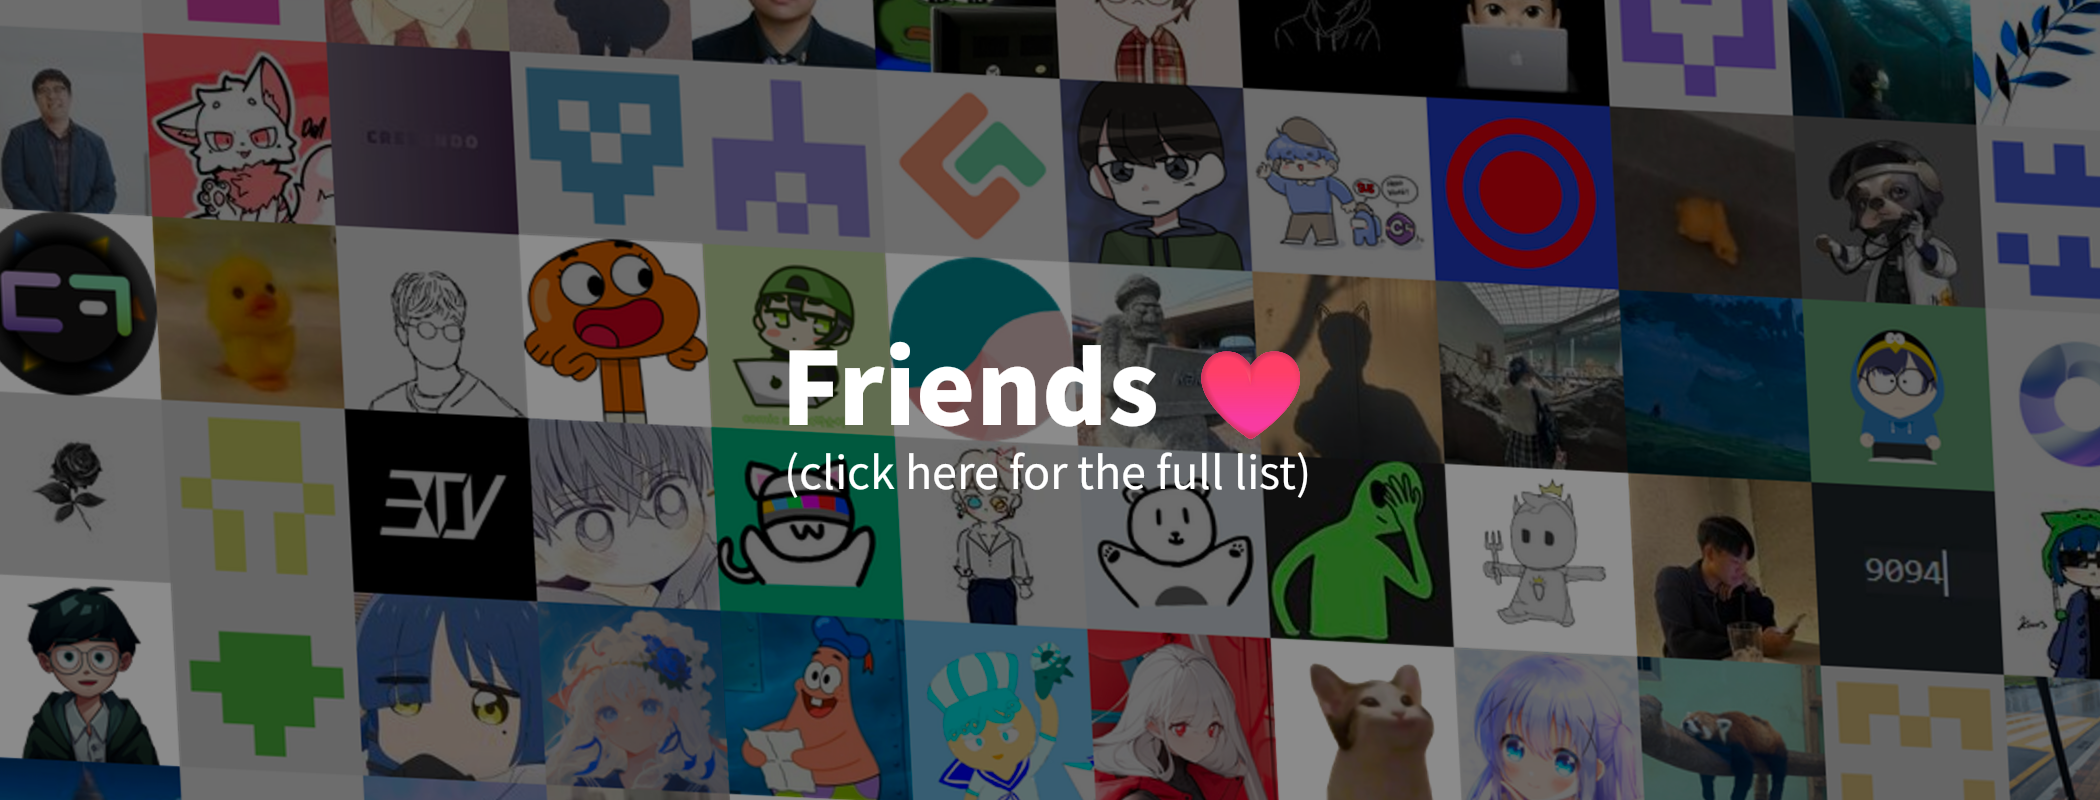 Friends ❤
(click here for the full list)
9094